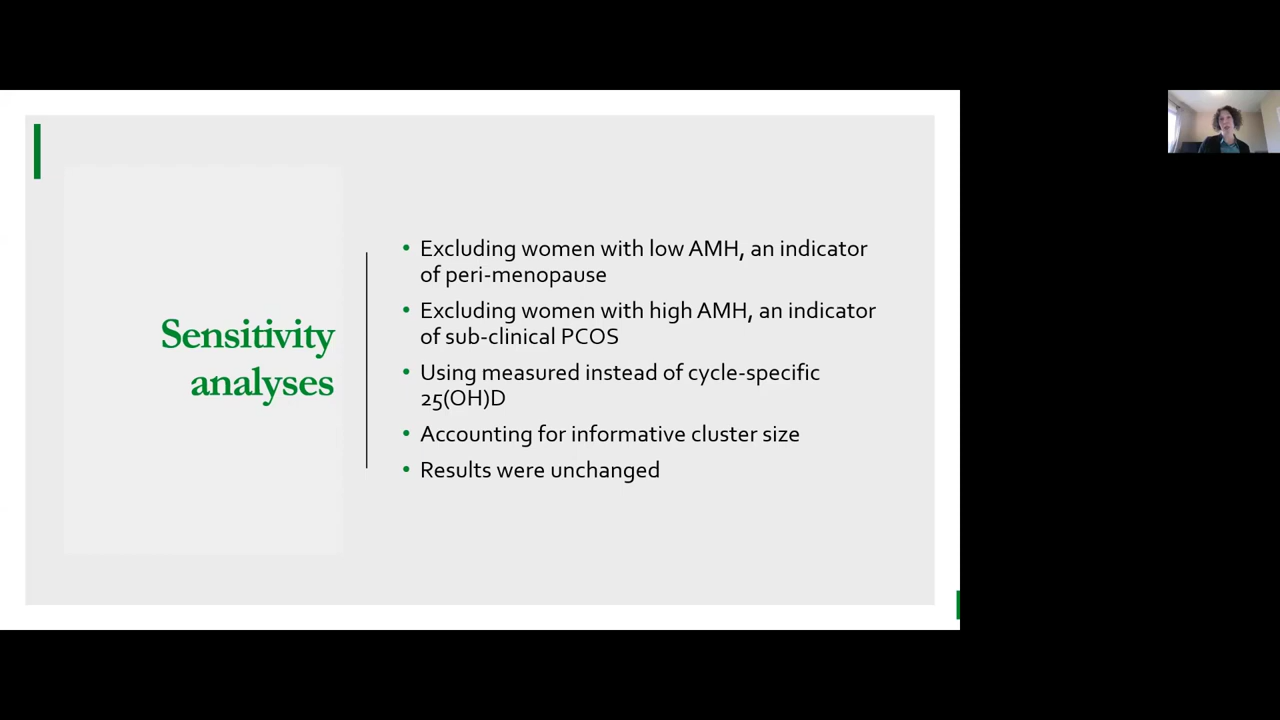 Sensitivity
analyses
• Excluding women with low AMH, an indicator
of peri-menopause
• Excluding women with high AMH, an indicator
of sub-clinical PCOS
• Using measured instead of cycle-specific
25(OH)D
• Accounting for informative cluster size
• Results were unchanged